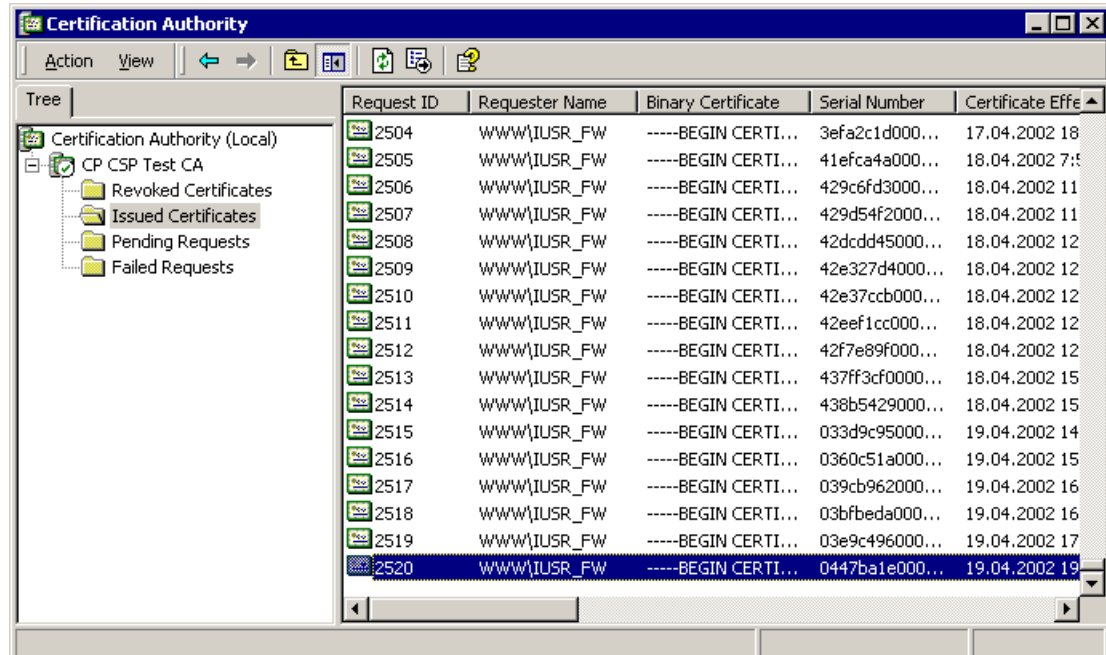 Certification Authority
Action View
Tree
Certification Authority (Local)
CP CSP Test CA
Revoked Certificates
Issued Certificates
Pending Requests
Failed Requests
Request ID Requester Name Binary Certificate Serial Number Certificate Effe
2504 WWW\IUSR_FW -----BEGIN CERTI... 3efa2c1d000... 17.04.2002 18
2505 WWW\IUSR_FW -----BEGIN CERTI... 41efca4a000... 18.04.2002 7:5
2506 WWW\IUSR_FW -----BEGIN CERTI... 429c6fd3000... 18.04.2002 11
2507 WWW\IUSR_FW -----BEGIN CERTI... 429d54f2000... 18.04.2002 11
2508 WWW\IUSR_FW -----BEGIN CERTI... 42dcdd45000... 18.04.2002 12
2509 WWW\IUSR_FW -----BEGIN CERTI... 42e327d4000... 18.04.2002 12
2510 WWW\IUSR_FW -----BEGIN CERTI... 42e37ccb000... 18.04.2002 12
2511 WWW\IUSR_FW -----BEGIN CERTI... 42eef1cc000... 18.04.2002 12
2512 WWW\IUSR_FW -----BEGIN CERTI... 42f7e89f000... 18.04.2002 12
2513 WWW\IUSR_FW -----BEGIN CERTI... 437ff3cf0000... 18.04.2002 15
2514 WWW\IUSR_FW -----BEGIN CERTI... 438b5429000... 18.04.2002 15
2515 WWW\IUSR_FW -----BEGIN CERTI... 033d9c95000... 19.04.2002 14
2516 WWW\IUSR_FW -----BEGIN CERTI... 0360c51a000... 19.04.2002 15
2517 WWW\IUSR_FW -----BEGIN CERTI... 039cb962000... 19.04.2002 16
2518 WWW\IUSR_FW -----BEGIN CERTI... 03bfbeda000... 19.04.2002 16
2519 WWW\IUSR_FW -----BEGIN CERTI... 03e9c496000... 19.04.2002 17
2520 WWW\IUSR_FW -----BEGIN CERTI... 0447ba1e000... 19.04.2002 19